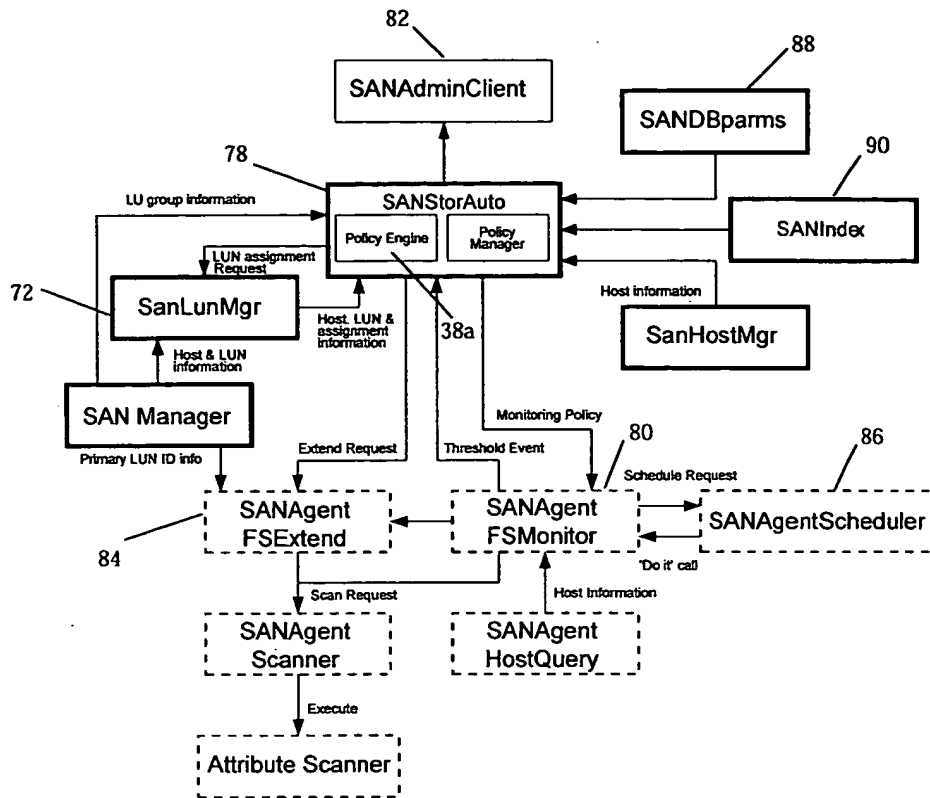 82
SANAdminClient
88
SANDBparms
78
90
LU group information
SANStorAuto
Policy Engine
Policy
Manager
SANIndex
LUN assignment
Request
72
SanLunMgr
Host, LUN &
assignment
information
38a
Host information
SanHostMgr
Host & LUN
information
SAN Manager
Primary LUN ID info
Monitoring Policy
Extend Request
Threshold Event
80
Schedule Request
86
SANAgent
FSExtend
SANAgent
FSMonitor
SANAgentScheduler
84
"Do it" call
Scan Request
Host Information
SANAgent
Scanner
SANAgent
HostQuery
Execute
Attribute Scanner